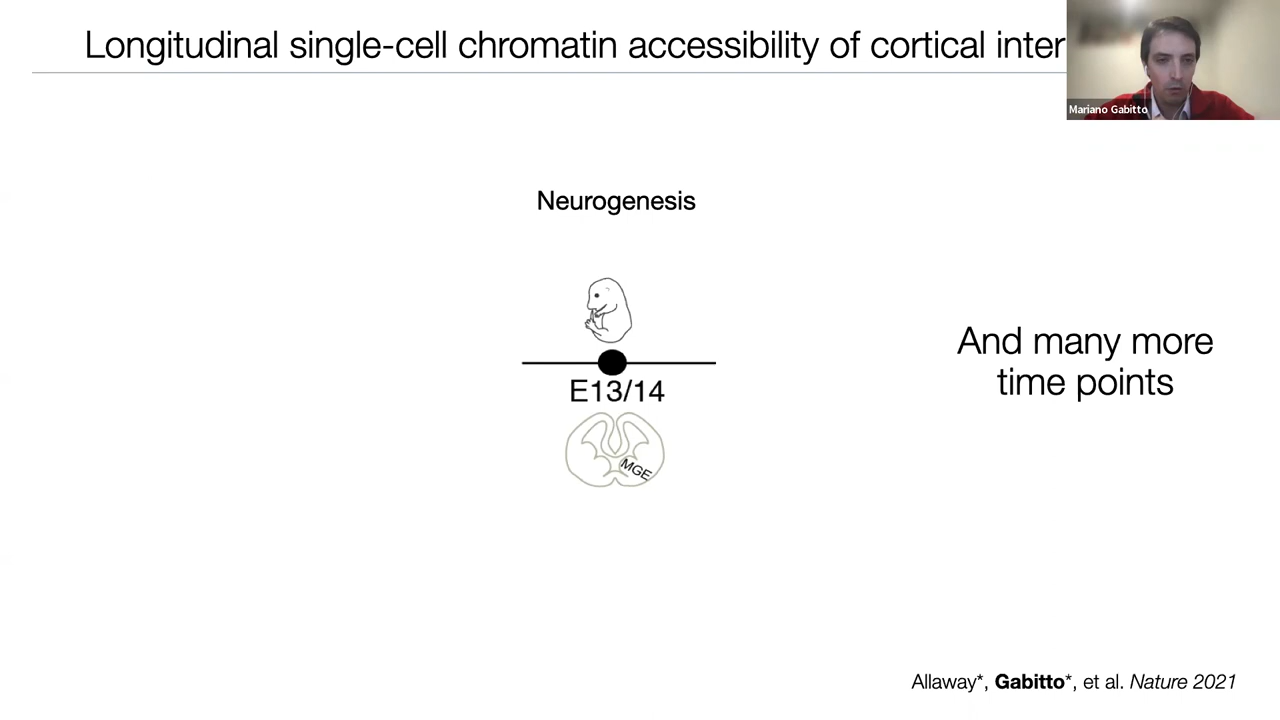 Longitudinal single-cell chromatin accessibility of cortical inter
Mariano Gabitto
Neurogenesis
E13/14
MGE
And many more
time points
Allaway*, Gabitto*, et al. Nature 2021